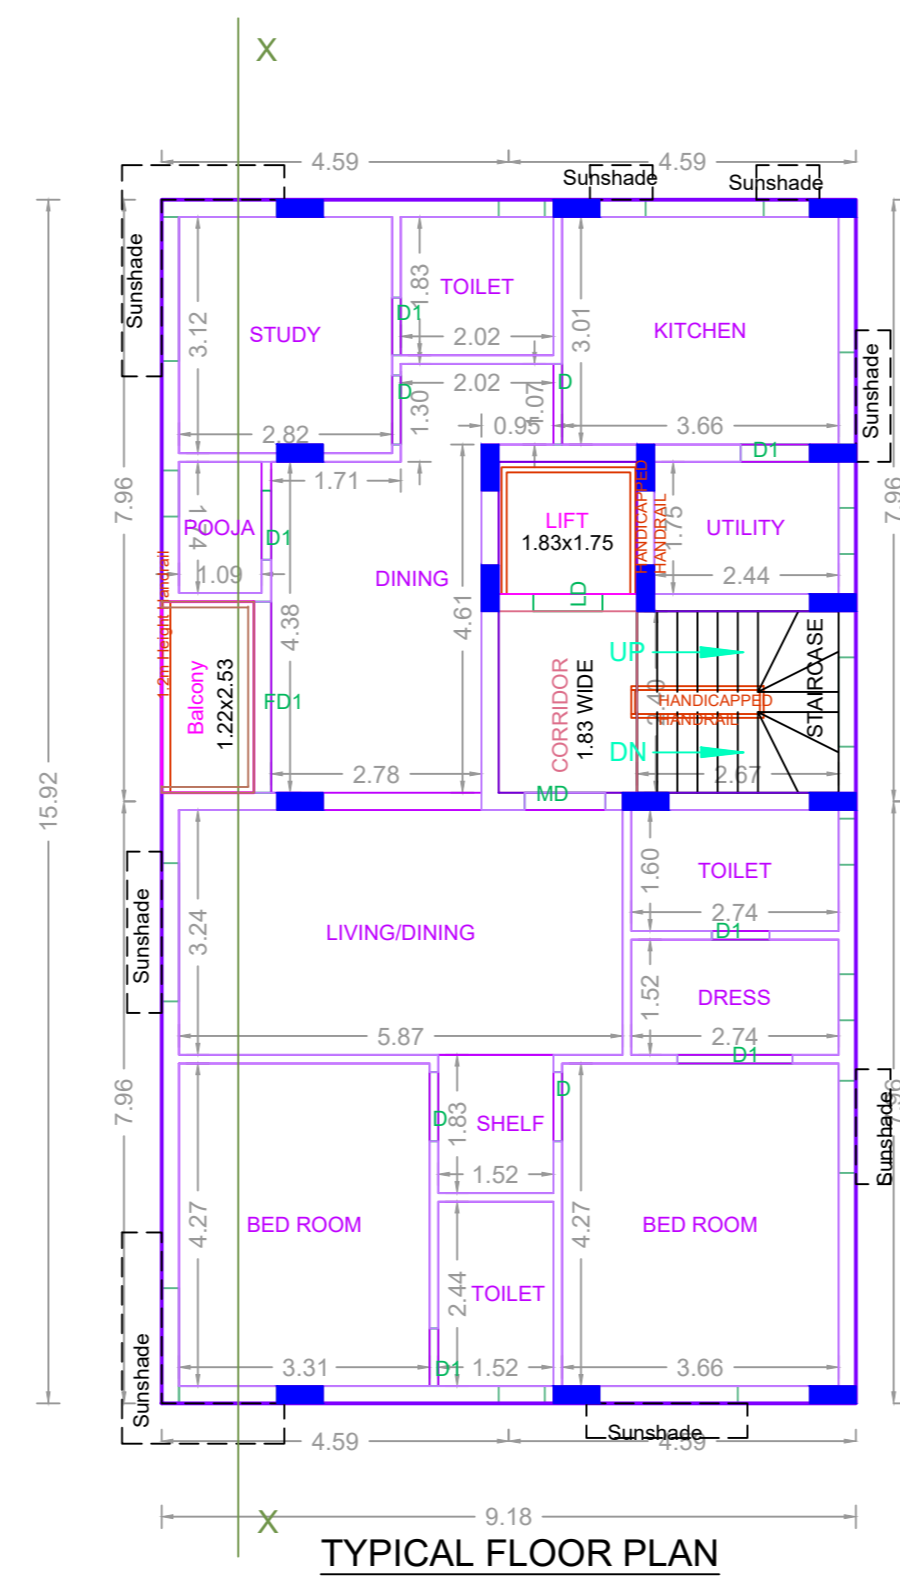 X
4.59
4.59
Sunshade
Sunshade
Sunshade
1.83
TOILET
D1
3.12
STUDY
2.02
3.01
KITCHEN
Sunshade
2.02
D
D
1.30
1.07
2.82
0.95
3.66
D1
1.71
7.96
7.96
HANDICAPPED
HANDRAIL
LIFT
1.83x1.75
1.75
UTILITY
POOJA
1.74
D1
1.09
DINING
2.44
LD
1.2m Height Handrail
4.38
4.61
UP
STAIRCASE
Balcony
1.22x2.53
FD1
CORRIDOR
1.83 WIDE
HANDICAPPED
HANDRAIL
DN
2.78
2.67
15.92
MD
1.60
TOILET
2.74
D1
Sunshade
3.24
LIVING/DINING
1.52
DRESS
5.87
2.74
D1
7.96
7.96
D
1.83
SHELF
D
Sunshade
1.52
4.27
BED ROOM
4.27
BED ROOM
2.44
TOILET
Sunshade
3.31
D1
1.52
3.66
Sunshade
4.59
4.59
9.18
X
TYPICAL FLOOR PLAN